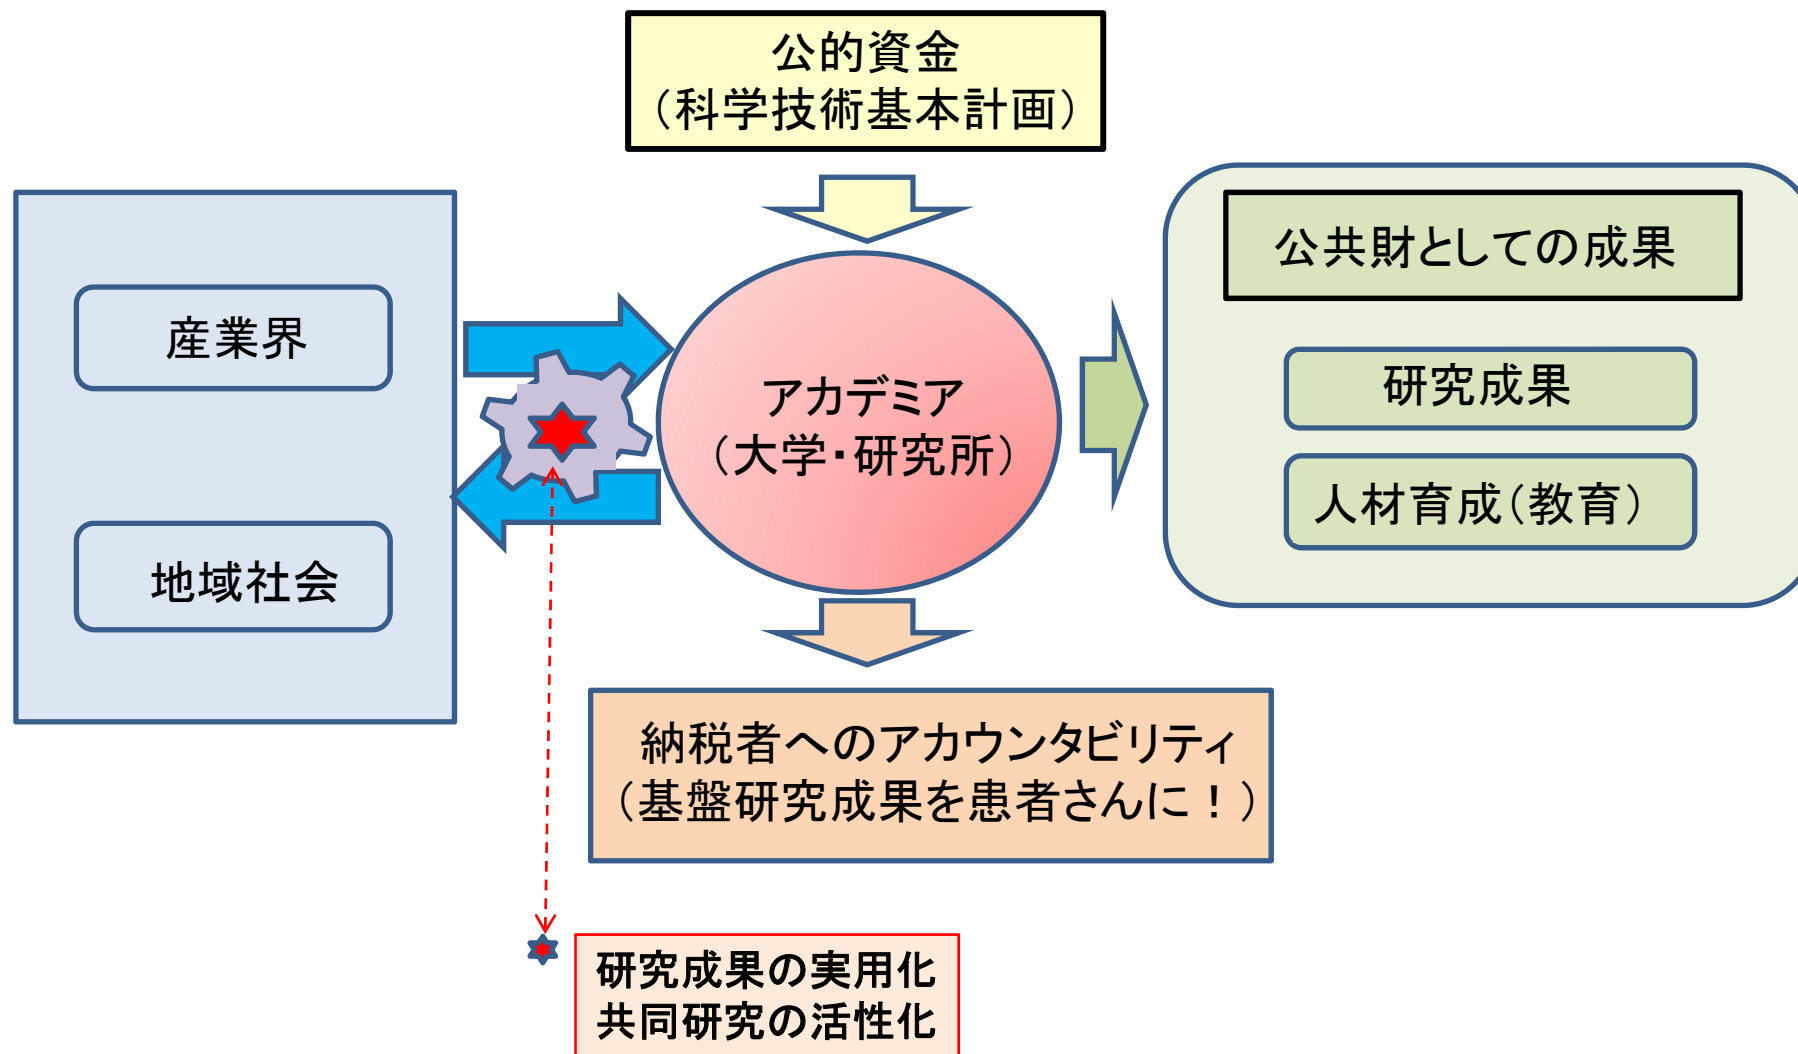 公的資金
（科学技術基本計画）
産業界
地域社会
アカデミア
（大学・研究所）
公共財としての成果
研究成果
人材育成（教育）
納税者へのアカウンタビリティ
（基盤研究成果を患者さんに！）
研究成果の実用化
共同研究の活性化